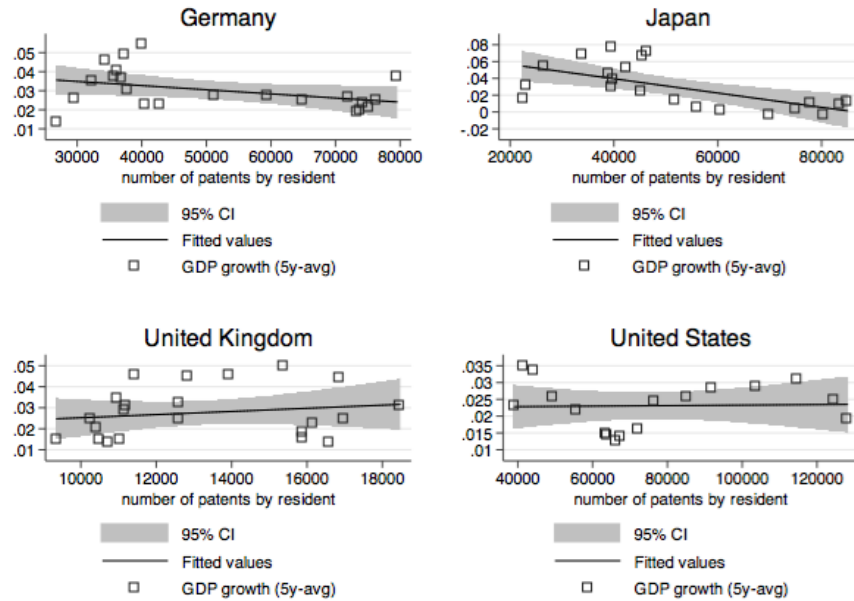 Germany
.05
.04
.03
.02
.01
30000 40000 50000 60000 70000 80000
number of patents by resident
95% CI
Fitted values
GDP growth (5y-avg)
Japan
.08
.06
.04
.02
0
-.02
20000 40000 60000 80000
number of patents by resident
95% CI
Fitted values
GDP growth (5y-avg)
United Kingdom
.05
.04
.03
.02
.01
10000 12000 14000 16000 18000
number of patents by resident
95% CI
Fitted values
GDP growth (5y-avg)
United States
.035
.03
.025
.02
.015
.01
40000 60000 80000 100000 120000
number of patents by resident
95% CI
Fitted values
GDP growth (5y-avg)